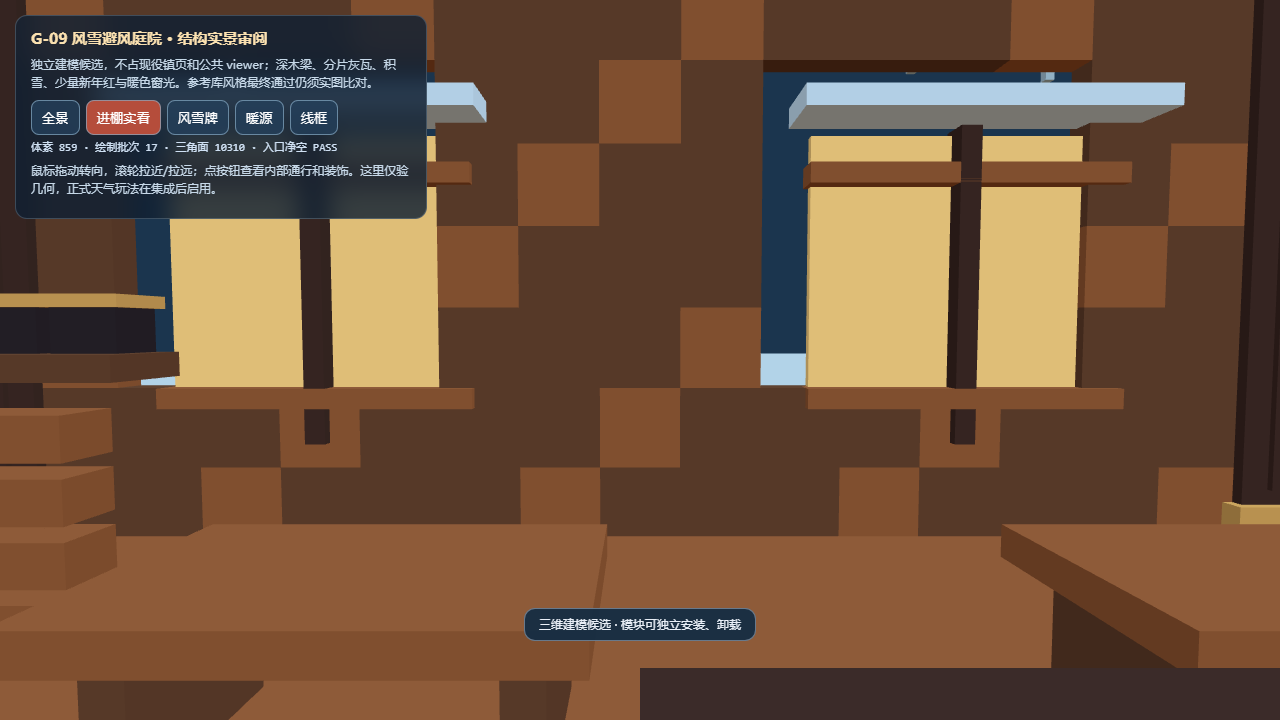 G-09 风雪避风庭院 • 结构实景审阅
独立建模候选，不占现役镇页和公共 viewer；深木梁、分片灰瓦、积
雪、少量新年红与暖色窗光。参考库风格最终通过仍须实图比对。
全景 进棚实看 风雪牌 暖源 线框
体素 859 · 绘制批次 17 · 三角面 10310 · 入口净空 PASS
鼠标拖动转向，滚轮拉近/拉远；点按钮查看内部通行和装饰。这里仅验
几何，正式天气玩法在集成后启用。
三维建模候选 · 模块可独立安装、卸载